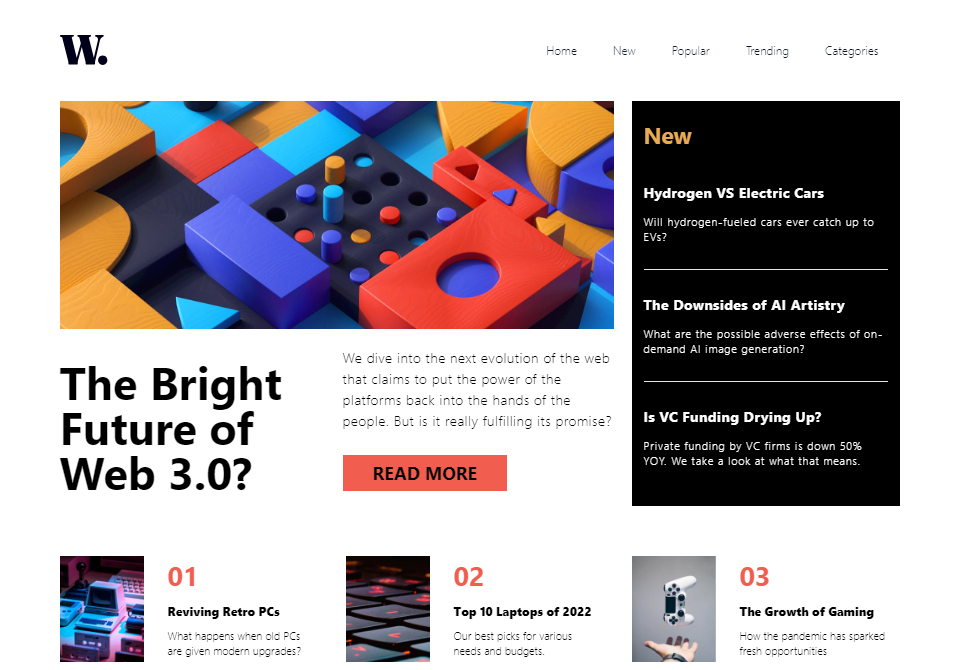 W.
Home
New
Popular
Trending
Categories
New
Hydrogen VS Electric Cars
Will hydrogen-fueled cars ever catch up to
EVs?
The Downsides of AI Artistry
What are the possible adverse effects of on-
demand AI image generation?
Is VC Funding Drying Up?
Private funding by VC firms is down 50%
YOY. We take a look at what that means.
The Bright
Future of
Web 3.0?
We dive into the next evolution of the web
that claims to put the power of the
platforms back into the hands of the
people. But is it really fulfilling its promise?
READ MORE
01
Reviving Retro PCs
What happens when old PCs
are given modern upgrades?
02
Top 10 Laptops of 2022
Our best picks for various
needs and budgets.
03
The Growth of Gaming
How the pandemic has sparked
fresh opportunities